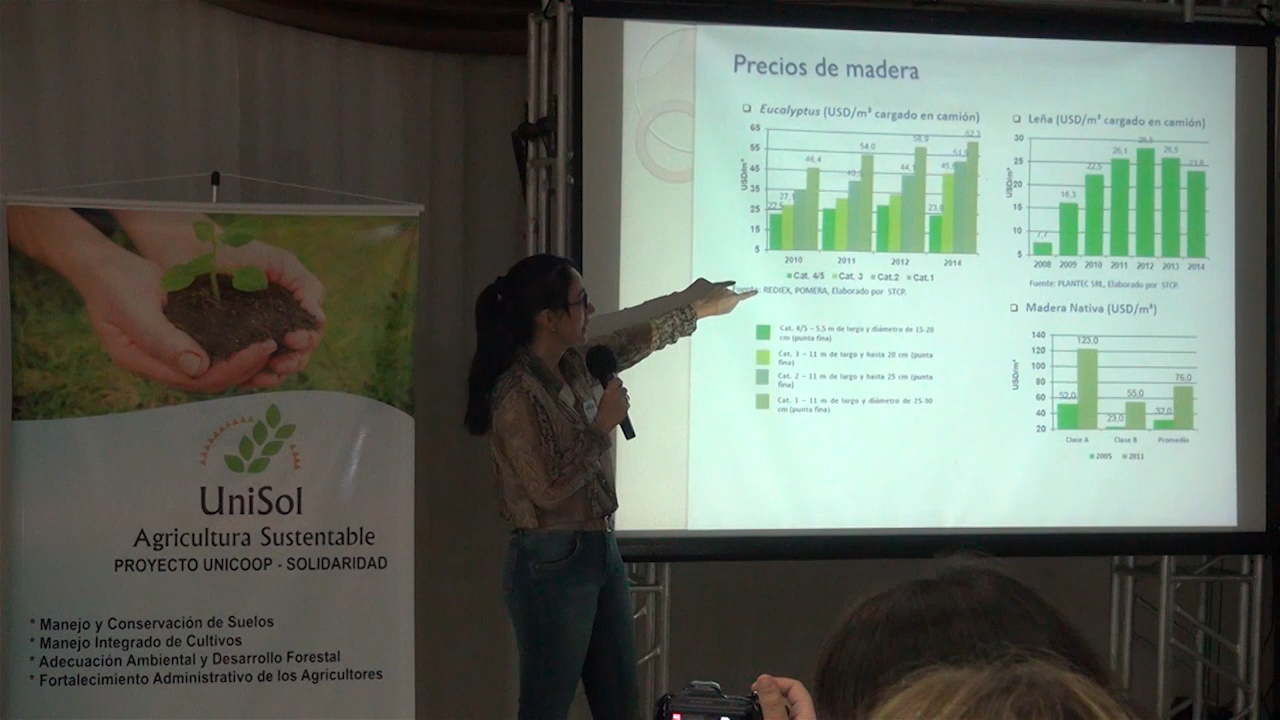 UniSol
Agricultura Sustentable
PROYECTO UNICOOP - SOLIDARIDAD
* Manejo y Conservación de Suelos
* Manejo Integrado de Cultivos
* Adecuación Ambiental y Desarrollo Forestal
* Fortalecimiento Administrativo de los Agricultores
Precios de madera
Eucalyptus (USD/m³ cargado en camión)
USD/m³
65
55
45
35
25
15
5
22,5
27,
46,4
54,0
44,
58,9
23,8
45,
51,9
62,3
2010 2011 2012 2014
Cat. 4/5 Cat. 3 Cat.2 Cat.1
Fuente: REDIEX, POMERA, Elaborado por STCP.
Cat. 4/5 – 5.5 m de largo y diámetro de 15-20
cm (punta fina)
Cat. 3 – 11 m de largo y hasta 20 cm (punta
fina)
Cat. 2 – 11 m de largo y hasta 25 cm (punta
fina)
Cat. 1 – 11 m de largo y diámetro de 25-30
cm (punta fina)
Leña (USD/m³ cargado en camión)
USD/m³
30
25
20
15
10
5
7,7
16,3
22,5
26,1
26,5
23,8
2008 2009 2010 2011 2012 2013 2014
Fuente: PLANTEC SRL, Elaborado por STCP.
Madera Nativa (USD/m³)
USD/m³
140
120
100
80
60
40
20
52,0
123,0
23,0
55,0
32,0
76,0
Clase A Clase B Promedio
2005 2011